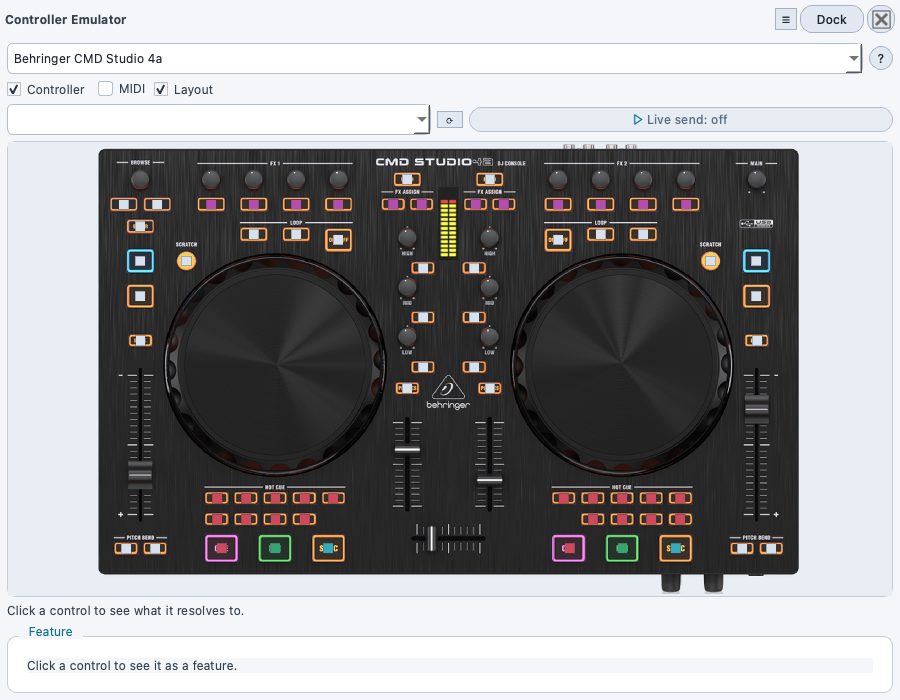 Controller Emulator
Dock
Behringer CMD Studio 4a
?
Controller
MIDI
Layout
Live send: off
CMD STUDIO 4a DJ CONSOLE
BROWSE
FX 1
FX 2
MAIN
FX ASSIGN
FX ASSIGN
LOOP
LOOP
USB
SCRATCH
SCRATCH
HIGH
HIGH
MID
MID
LOW
LOW
behringer
-
-
+
+
HOT CUE
HOT CUE
PITCH BEND
PITCH BEND
Click a control to see what it resolves to.
Feature
Click a control to see it as a feature.